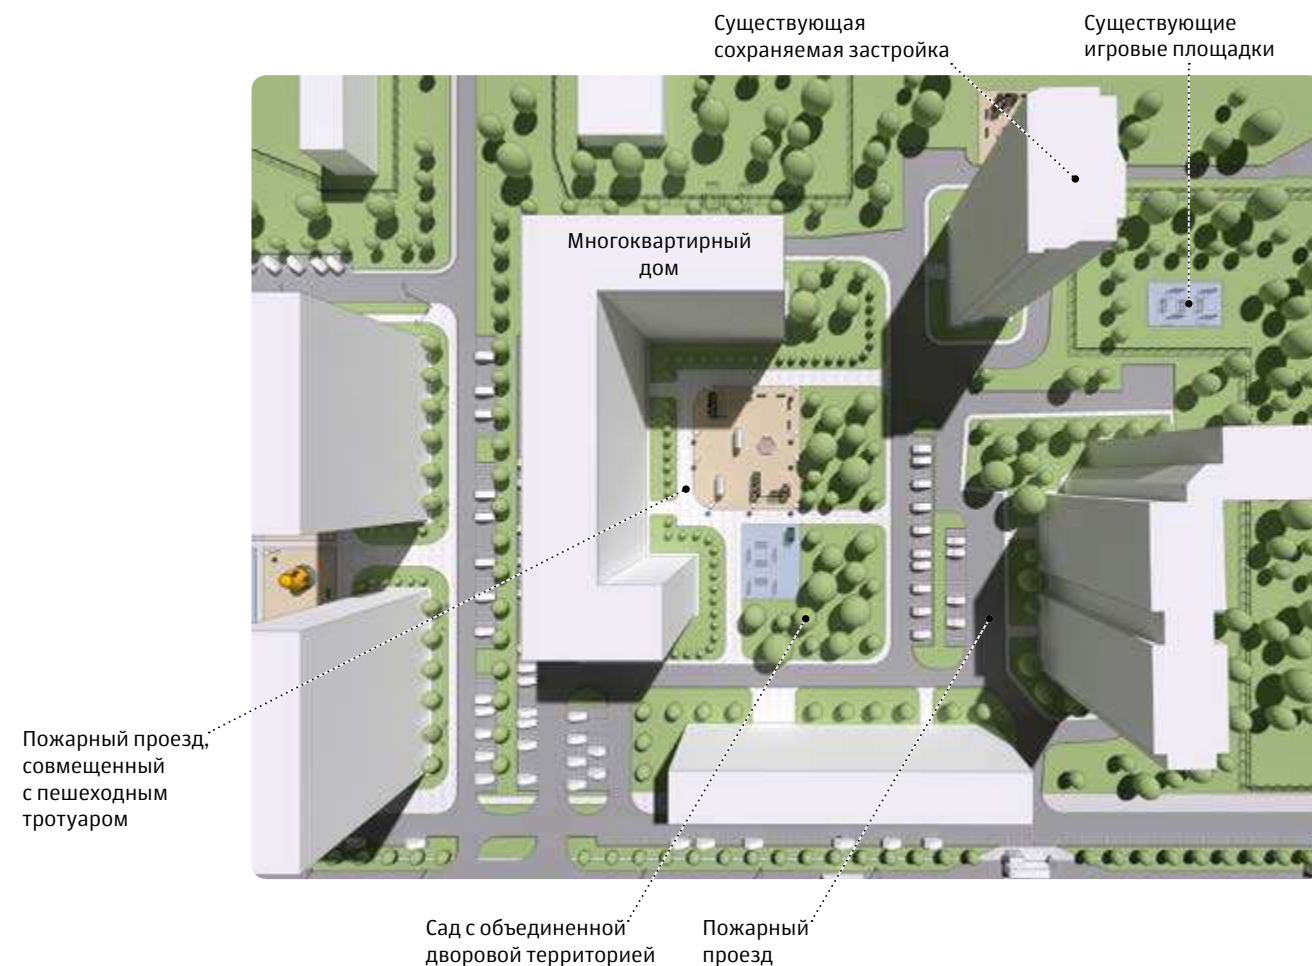 Существующая
сохраняемая застройка
Существующие
игровые площадки
Многоквартирный
дом
Пожарный проезд,
совмещенный
с пешеходным
тротуаром
Сад с объединенной
дворовой территорией
Пожарный
проезд